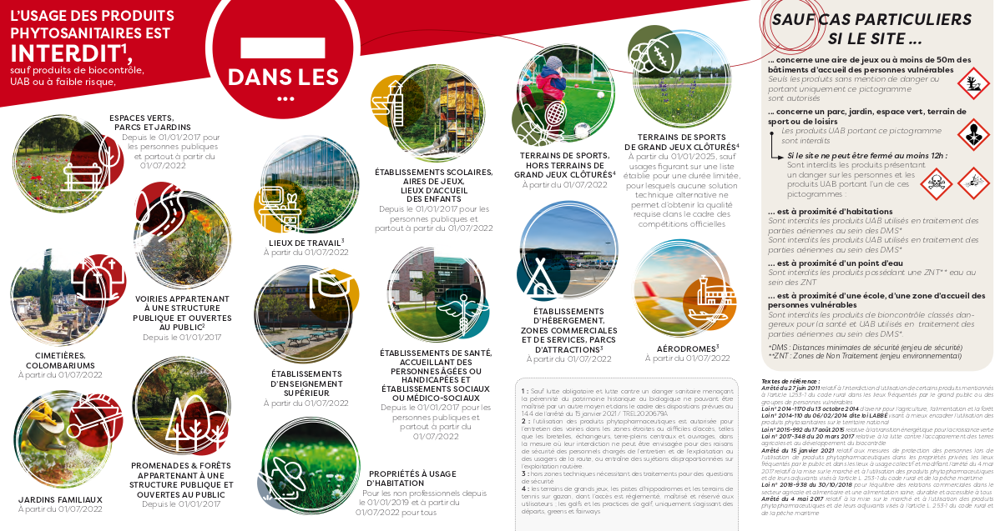 L'USAGE DES PRODUITS
PHYTOSANITAIRES EST
INTERDIT¹,
sauf produits de biocontrôle,
UAB ou à faible risque,
DANS LES
...
ESPACES VERTS,
PARCS ET JARDINS
Depuis le 01/01/2017 pour
les personnes publiques
et partout à partir du
01/07/2022
VOIRIES APPARTENANT
À UNE STRUCTURE
PUBLIQUE ET OUVERTES
AU PUBLIC²
Depuis le 01/01/2017
CIMETIÈRES,
COLOMBARIUMS
À partir du 01/07/2022
PROMENADES & FORÊTS
APPARTENANT À UNE
STRUCTURE PUBLIQUE ET
OUVERTES AU PUBLIC
Depuis le 01/01/2017
JARDINS FAMILIAUX
À partir du 01/07/2022
LIEUX DE TRAVAIL³
À partir du 01/07/2022
ÉTABLISSEMENTS
D'ENSEIGNEMENT
SUPÉRIEUR
À partir du 01/07/2022
ÉTABLISSEMENTS SCOLAIRES,
AIRES DE JEUX,
LIEUX D'ACCUEIL
DES ENFANTS
Depuis le 01/01/2017 pour les
personnes publiques et
partout à partir du 01/07/2022
ÉTABLISSEMENTS DE SANTÉ,
ACCUEILLANT DES
PERSONNES ÂGÉES OU
HANDICAPÉES ET
ÉTABLISSEMENTS SOCIAUX
OU MÉDICO-SOCIAUX
Depuis le 01/01/2017 pour les
personnes publiques et
partout à partir du
01/07/2022
PROPRIÉTÉS À USAGE
D'HABITATION
Pour les non professionnels depuis
le 01/01/2019 et à partir du
01/07/2022 pour tous
TERRAINS DE SPORTS,
HORS TERRAINS DE
GRAND JEUX CLÔTURÉS⁴
À partir du 01/07/2022
TERRAINS DE SPORTS
DE GRAND JEUX CLÔTURÉS⁴
À partir du 01/01/2025, sauf
usages figurant sur une liste
établie pour une durée limitée,
pour lesquels aucune solution
technique alternative ne
permet d'obtenir la qualité
requise dans le cadre des
compétitions officielles
ÉTABLISSEMENTS
D'HÉBERGEMENT,
ZONES COMMERCIALES
ET DE SERVICES, PARCS
D'ATTRACTIONS³
À partir du 01/07/2022
AÉRODROMES³
À partir du 01/07/2022
1 : Sauf lutte obligatoire et lutte contre un danger sanitaire menaçant
la pérennité du patrimoine historique ou biologique ne pouvant être
maîtrisé par un autre moyen et dans le cadre des dispositions prévues au
14.4 de l'arrêté du 15 janvier 2021 / TREL2020679A
2 : l'utilisation des produits phytopharmaceutiques est autorisée pour
l'entretien des voiries dans les zones étroites ou difficiles d'accès, telles
que les bretelles, échangeurs, terre-pleins centraux et ouvrages, dans
la mesure où leur interdiction ne peut être envisagée pour des raisons
de sécurité des personnels chargés de l'entretien et de l'exploitation ou
des usagers de la route, ou entraîne des sujétions disproportionnées sur
l'exploitation routière.
3 : hors zones techniques nécessitant des traitements pour des questions
de sécurité
4 : les terrains de grands jeux, les pistes d'hippodromes et les terrains de
tennis sur gazon, dont l'accès est réglementé, maîtrisé et réservé aux
utilisateurs ; les golfs et les practices de golf, uniquement s'agissant des
départs, greens et fairways
SAUF CAS PARTICULIERS
SI LE SITE ...
... concerne une aire de jeux ou à moins de 50m des
bâtiments d'accueil des personnes vulnérables
Seuls les produits sans mention de danger ou
portant uniquement ce pictogramme
sont autorisés
... concerne un parc, jardin, espace vert, terrain de
sport ou de loisirs
Les produits UAB portant ce pictogramme
sont interdits
Si le site ne peut être fermé au moins 12h :
Sont interdits les produits présentant
un danger sur les personnes et les
produits UAB portant l'un de ces
pictogrammes :
... est à proximité d'habitations
Sont interdits les produits UAB utilisés en traitement des
parties aériennes au sein des DMS*
Sont interdits les produits UAB utilisés en traitement des
parties aériennes au sein des DMS*
... est à proximité d'un point d'eau
Sont interdits les produits possédant une ZNT** eau au
sein des ZNT
... est à proximité d'une école, d'une zone d'accueil des
personnes vulnérables
Sont interdits les produits de bioncontrôle classés dan-
gereux pour la santé et UAB utilisés en traitement des
parties aériennes au sein des DMS*.
*DMS : Distances minimales de sécurité (enjeu de sécurité)
**ZNT : Zones de Non Traitement (enjeu environnemental)
Textes de référence :
Arrêté du 27 juin 2011 relatif à l'interdiction d'utilisation de certains produits mentionnés
à l'article L253-1 du code rural dans les lieux fréquentés par le grand public ou des
groupes de personnes vulnérables
Loi n° 2014-1170 du 13 octobre 2014 d'avenir pour l'agriculture, l'alimentation et la forêt
Loi n° 2014-110 du 06/02/2014 dite loi LABBÉ visant à mieux encadrer l'utilisation des
produits phytosanitaires sur le territoire national
Loi n° 2015-992 du 17 août 2015 relative à la transition énergétique pour la croissance verte
Loi n° 2017-348 du 20 mars 2017 relative à la lutte contre l'accaparement des terres
agricoles et au développement du biocontrôle
Arrêté du 15 janvier 2021 relatif aux mesures de protection des personnes lors de
l'utilisation de produits phytopharmaceutiques dans les propriétés privées, les lieux
fréquentés par le public et dans les lieux à usage collectif et modifiant l'arrêté du 4 mai
2017 relatif à la mise sur le marché et à l'utilisation des produits phytopharmaceutiques
et de leurs adjuvants visés à l'article L. 253-1 du code rural et de la pêche maritime
Loi n° 2018-938 du 30/10/2018 pour l'équilibre des relations commerciales dans le
secteur agricole et alimentaire et une alimentation saine, durable et accessible à tous
Arrêté du 4 mai 2017 relatif à la mise sur le marché et à l'utilisation des produits
phytopharmaceutiques et de leurs adjuvants visés à l'article L. 253-1 du code rural et
de la pêche maritime